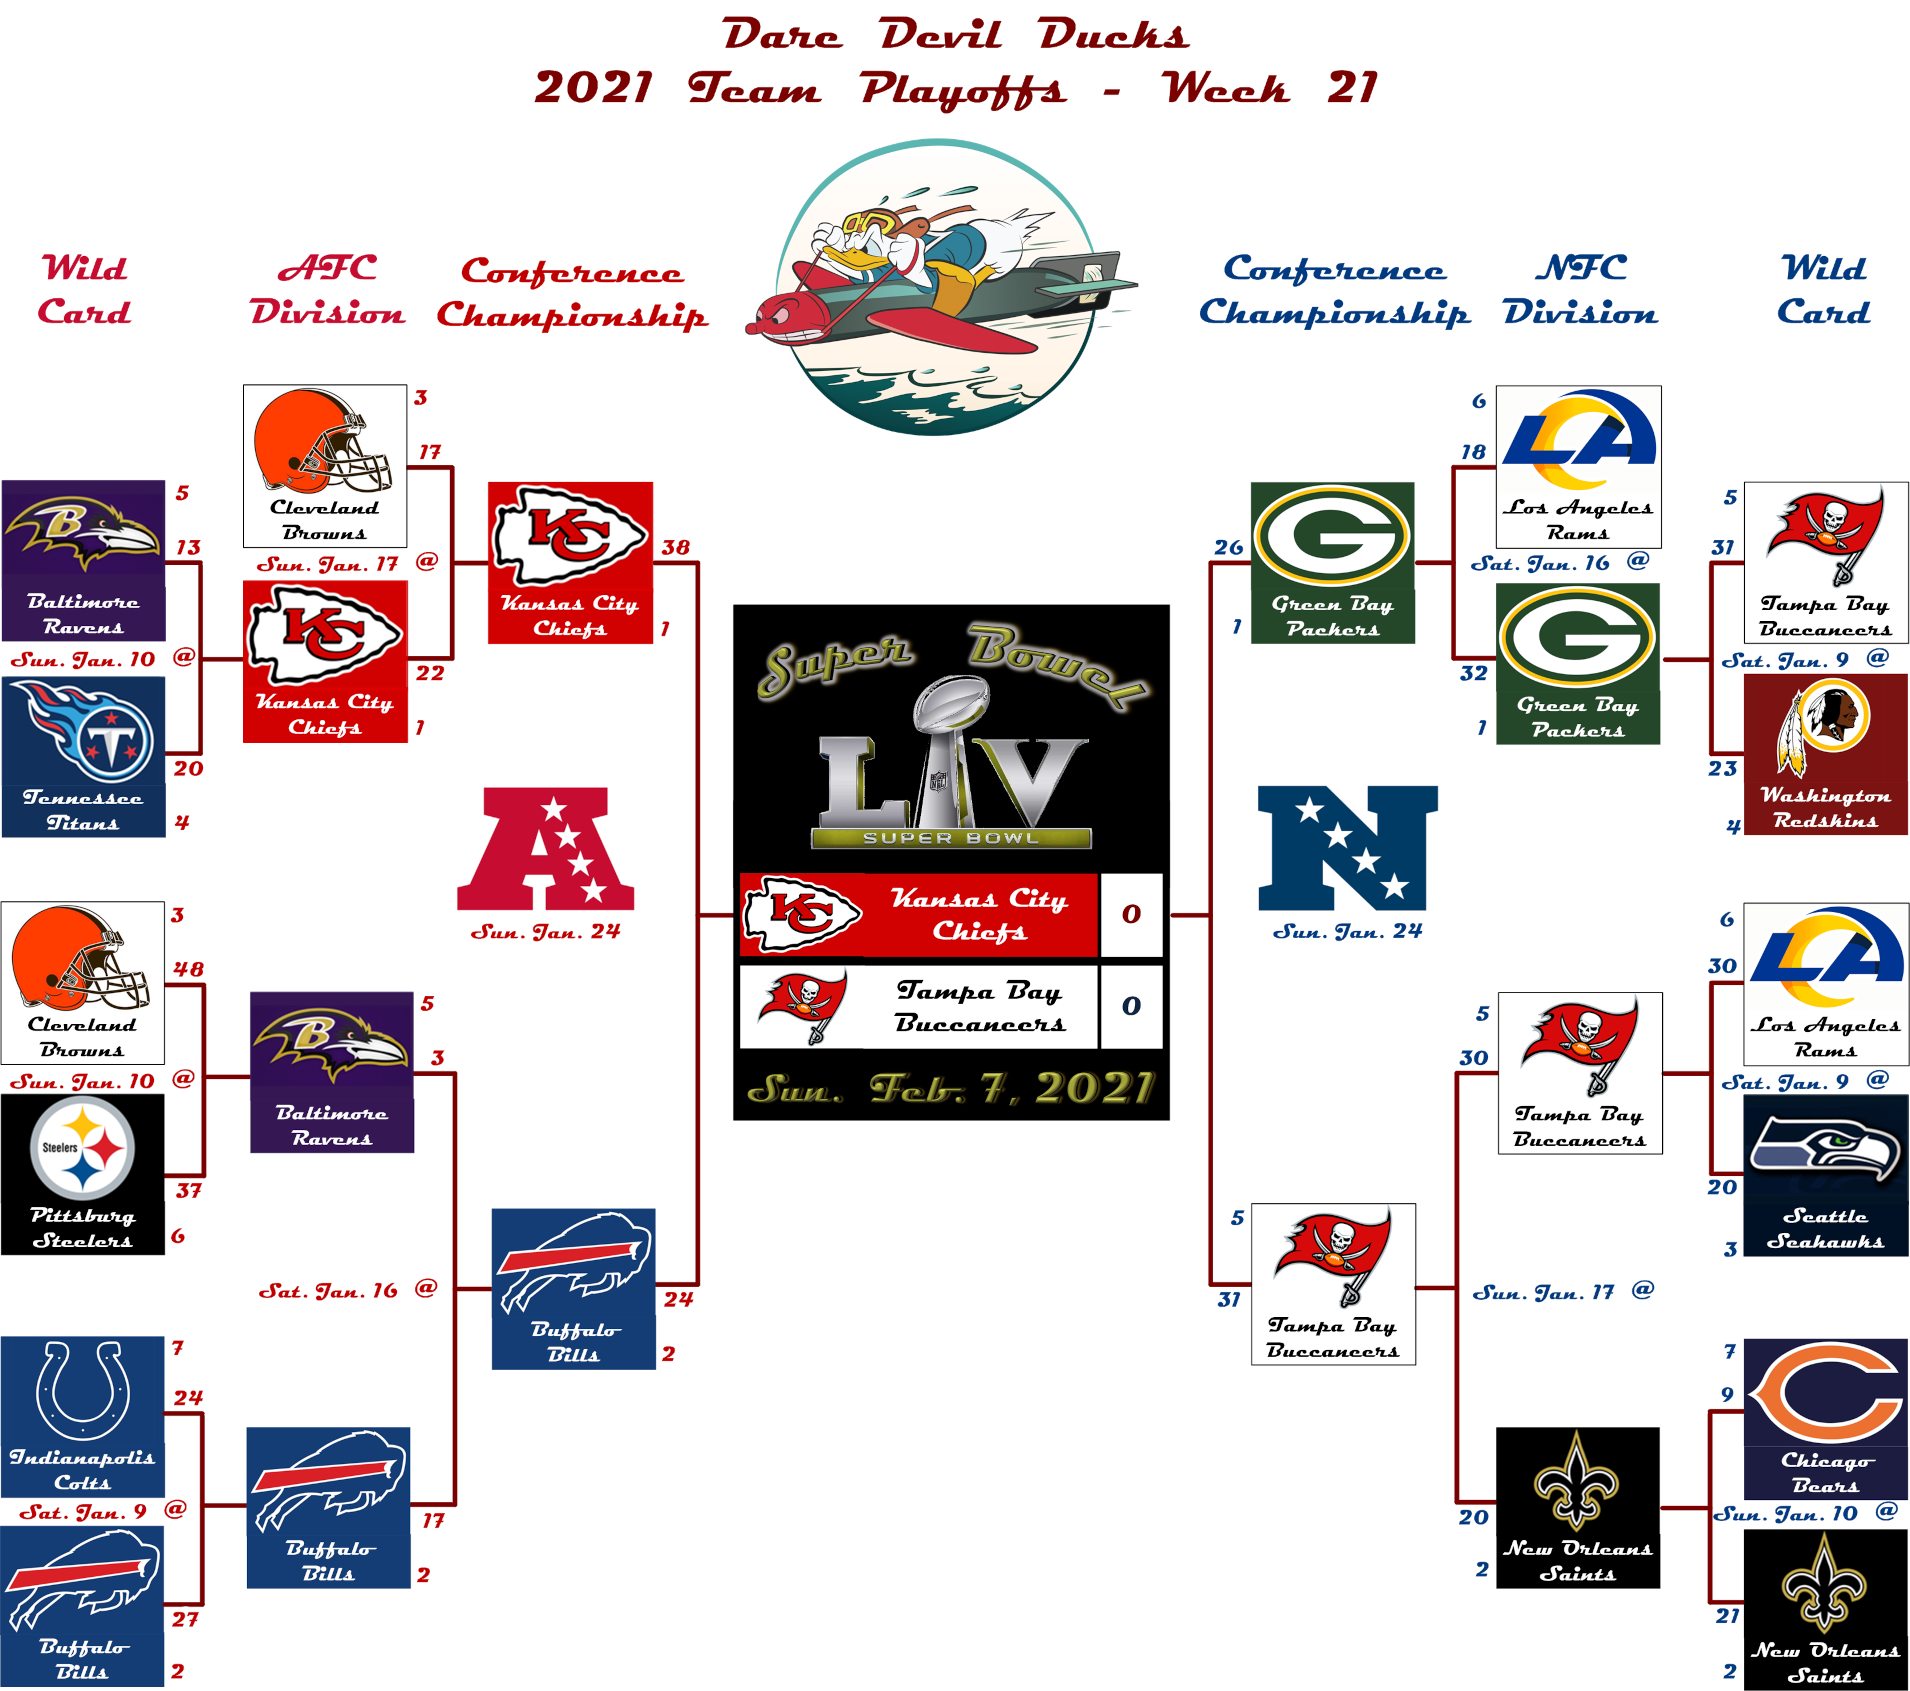 Dare Devil Ducks
2021 Team Playoffs - Week 21
Wild
Card
AFC
Division
Conference
Championship
Conference
Championship
NFC
Division
Wild
Card
5
13
B
Baltimore
Ravens
Sun. Jan. 10 @
T
20
Tennessee
Titans
4
3
48
Cleveland
Browns
Sun. Jan. 10 @
Steelers
37
Pittsburg
Steelers
6
7
24
Indianapolis
Colts
Sat. Jan. 9 @
27
Buffalo
Bills
2
3
17
Cleveland
Browns
Sun. Jan. 17 @
KC
22
Kansas City
Chiefs
1
5
3
B
Baltimore
Ravens
Sat. Jan. 16 @
17
Buffalo
Bills
2
KC
38
Kansas City
Chiefs
1
A
Sun. Jan. 24
24
Buffalo
Bills
2
Super Bowl
NFL
LIV
SUPER BOWL
KC
Kansas City
Chiefs
0
Tampa Bay
Buccaneers
0
Sun. Feb. 7, 2021
26
G
Green Bay
Packers
1
N
Sun. Jan. 24
5
31
Tampa Bay
Buccaneers
6
18
LA
Los Angeles
Rams
Sat. Jan. 16 @
32
G
Green Bay
Packers
1
5
30
Tampa Bay
Buccaneers
Sun. Jan. 17 @
20
New Orleans
Saints
2
5
31
Tampa Bay
Buccaneers
Sat. Jan. 9 @
23
Washington
Redskins
4
6
30
LA
Los Angeles
Rams
Sat. Jan. 9 @
20
Seattle
Seahawks
3
7
9
C
Chicago
Bears
Sun. Jan. 10 @
21
New Orleans
Saints
2